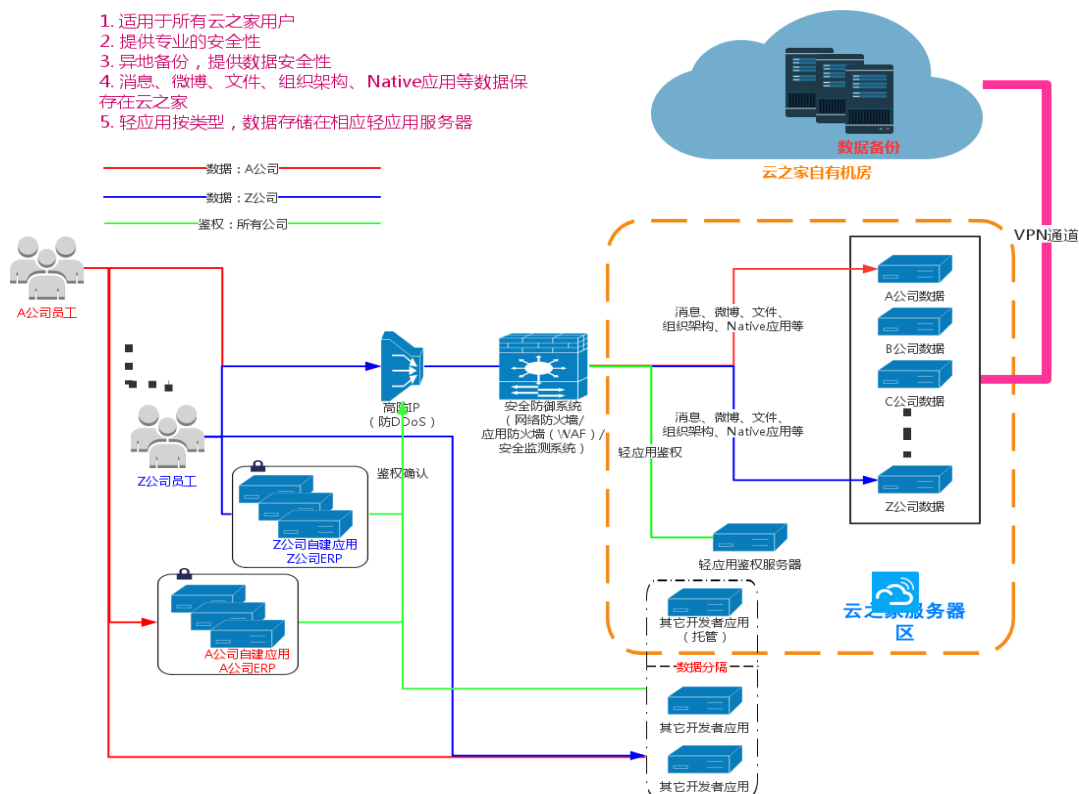 1. 适用于所有云之家用户
2. 提供专业的安全性
3. 异地备份，提供数据安全性
4. 消息、微博、文件、组织架构、Native应用等数据保
存在云之家
5. 轻应用按类型，数据存储在相应轻应用服务器
数据备份
云之家自有机房
数据：A公司
数据：Z公司
鉴权：所有公司
VPN通道
A公司员工
消息、微博、文件、
组织架构、Native应用等
A公司数据
B公司数据
C公司数据
高防IP
（防DDoS）
安全防御系统
（网络防火墙/
应用防火墙（WAF）/
安全监测系统）
消息、微博、文件、
组织架构、Native应用等
轻应用鉴权
Z公司员工
鉴权确认
Z公司数据
Z公司自建应用
Z公司ERP
轻应用鉴权服务器
云之家服务器
区
其它开发者应用
（托管）
A公司自建应用
A公司ERP
数据分隔
其它开发者应用
其它开发者应用